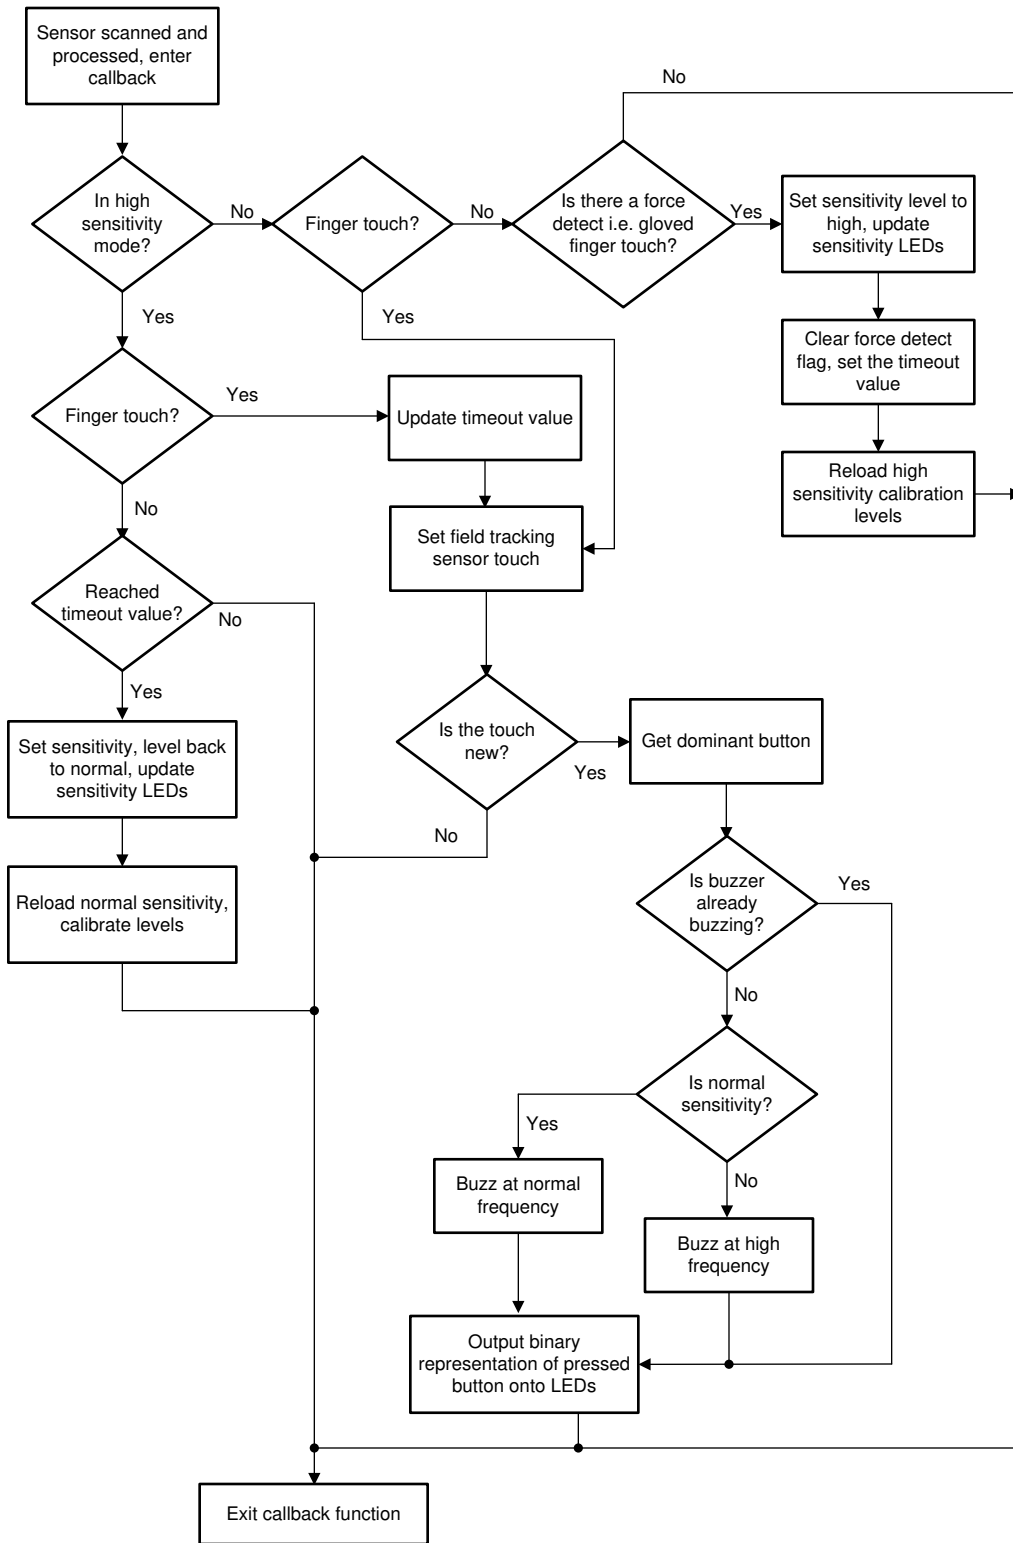 Sensor scanned and
processed, enter
callback
No
In high
sensitivity
mode?
No
Finger touch?
No
Is there a force
detect i.e. gloved
finger touch?
Yes
Set sensitivity level to
high, update
sensitivity LEDs
Yes
Yes
Clear force detect
flag, set the timeout
value
Finger touch?
Yes
Update timeout value
Reload high
sensitivity calibration
levels
No
Set field tracking
sensor touch
Reached
timeout value?
No
Yes
Set sensitivity, level back
to normal, update
sensitivity LEDs
Is the touch
new?
Yes
Get dominant button
No
Reload normal sensitivity,
calibrate levels
Is buzzer
already
buzzing?
Yes
No
Is normal
sensitivity?
Yes
No
Buzz at normal
frequency
Buzz at high
frequency
Output binary
representation of pressed
button onto LEDs
Exit callback function